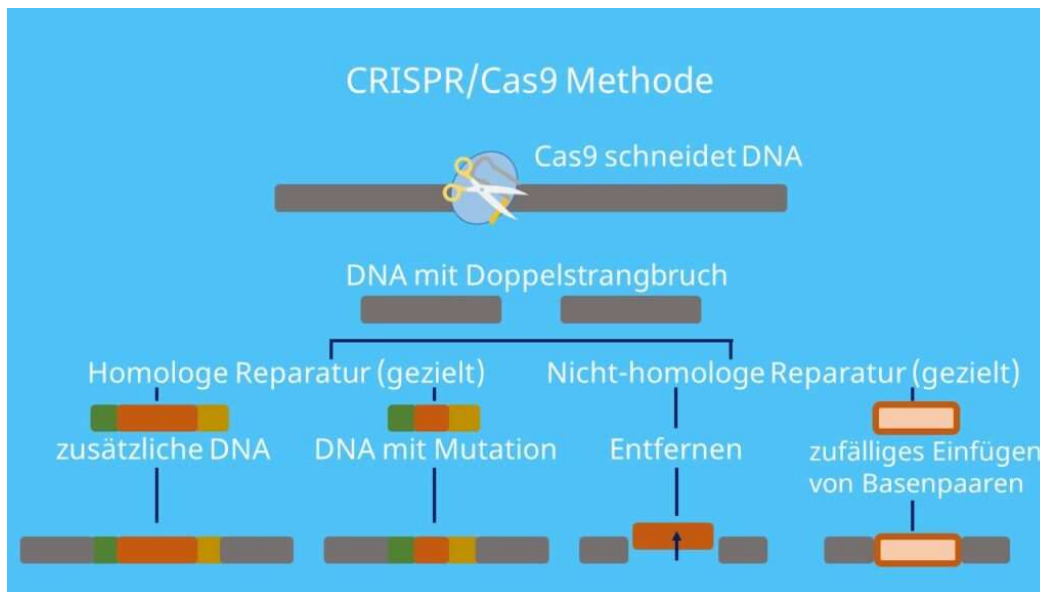 CRISPR/Cas9 Methode
Cas9 schneidet DNA
DNA mit Doppelstrangbruch
Homologe Reparatur (gezielt)
Nicht-homologe Reparatur (gezielt)
zusätzliche DNA
DNA mit Mutation
Entfernen
zufälliges Einfügen
von Basenpaaren